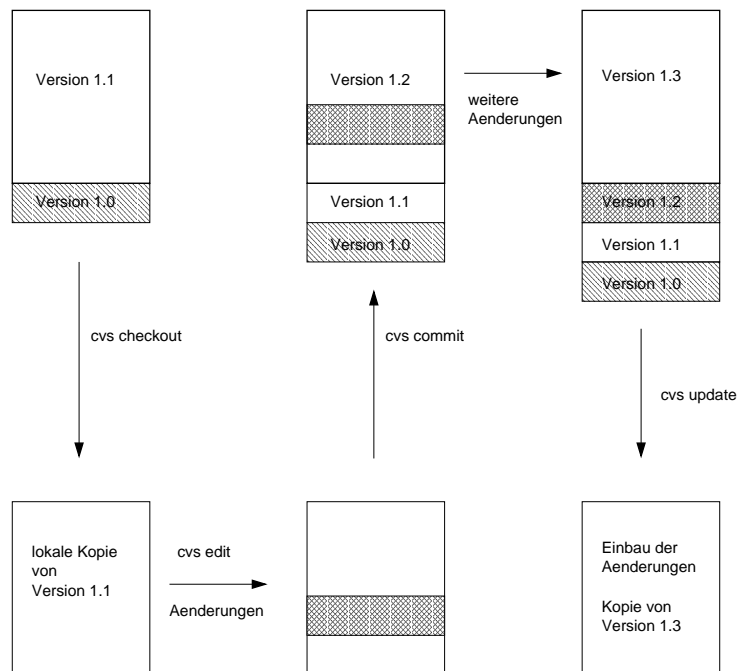 Version 1.1
Version 1.0
cvs checkout
lokale Kopie
von
Version 1.1
cvs edit
Aenderungen
Version 1.2
Version 1.1
Version 1.0
cvs commit
weitere
Aenderungen
Version 1.3
Version 1.2
Version 1.1
Version 1.0
cvs update
Einbau der
Aenderungen
Kopie von
Version 1.3